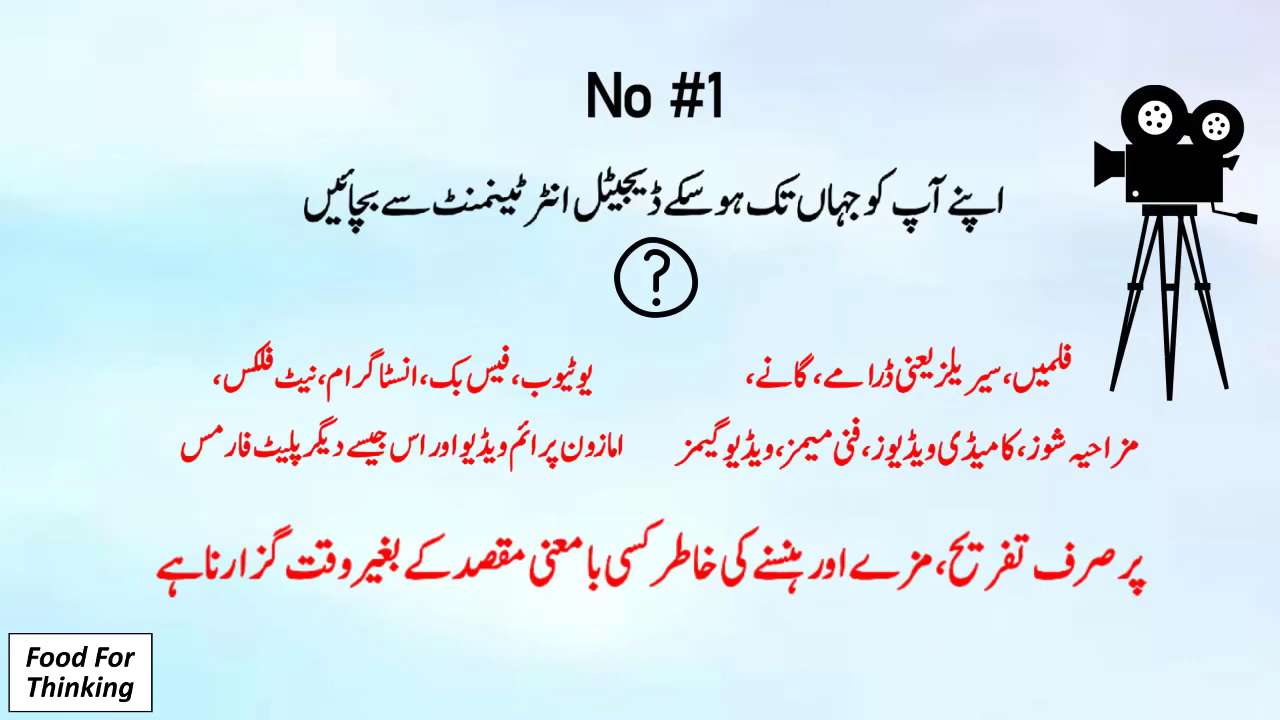 No #1
اپنے آپ کو جہاں تک ہو سکے ڈیجیٹل انٹرٹینمنٹ سے بچائیں
?
فلمیں، سیریلز یعنی ڈرامے، گانے،
مزاحیہ شوز، کامیڈی ویڈیوز، فنی میمز، ویڈیو گیمز
یوٹیوب، فیس بک، انسٹاگرام، نیٹ فلکس،
امازون پرائم ویڈیو اور اس جیسے دیگر پلیٹ فارمس
پر صرف تفریح، مزے اور ہنسنے کی خاطر کسی بامعنی مقصد کے بغیر وقت گزارنا ہے
Food For
Thinking